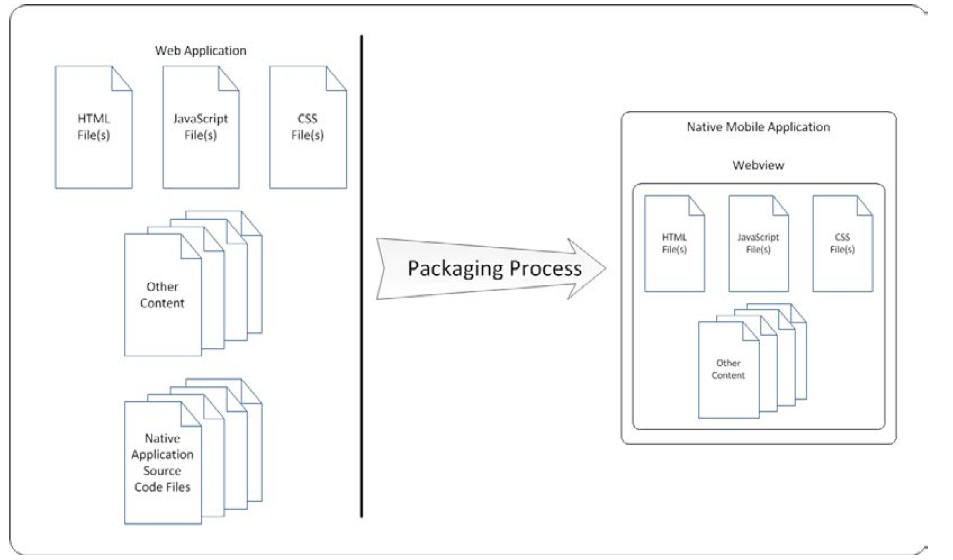 Web Application
HTML
File(s)
JavaScript
File(s)
CSS
File(s)
Other
Content
Native
Application
Source
Code Files
Packaging Process
Native Mobile Application
Webview
HTML
File(s)
JavaScript
File(s)
CSS
File(s)
Other
Content